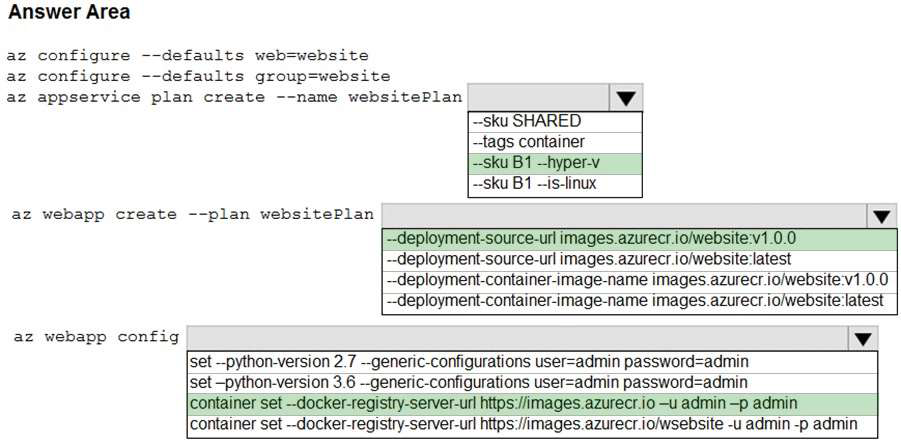 Answer Area
az configure --defaults web=website
az configure --defaults group=website
az appservice plan create --name websitePlan
--sku SHARED
--tags container
--sku B1 --hyper-v
--sku B1 --is-linux
az webapp create --plan websitePlan
--deployment-source-url images.azurecr.io/website:v1.0.0
--deployment-source-url images.azurecr.io/website:latest
--deployment-container-image-name images.azurecr.io/website:v1.0.0
--deployment-container-image-name images.azurecr.io/website:latest
az webapp config
set --python-version 2.7 --generic-configurations user=admin password=admin
set –python-version 3.6 --generic-configurations user=admin password=admin
container set --docker-registry-server-url https://images.azurecr.io –u admin –p admin
container set --docker-registry-server-url https://images.azurecr.io/wsebsite -u admin -p admin